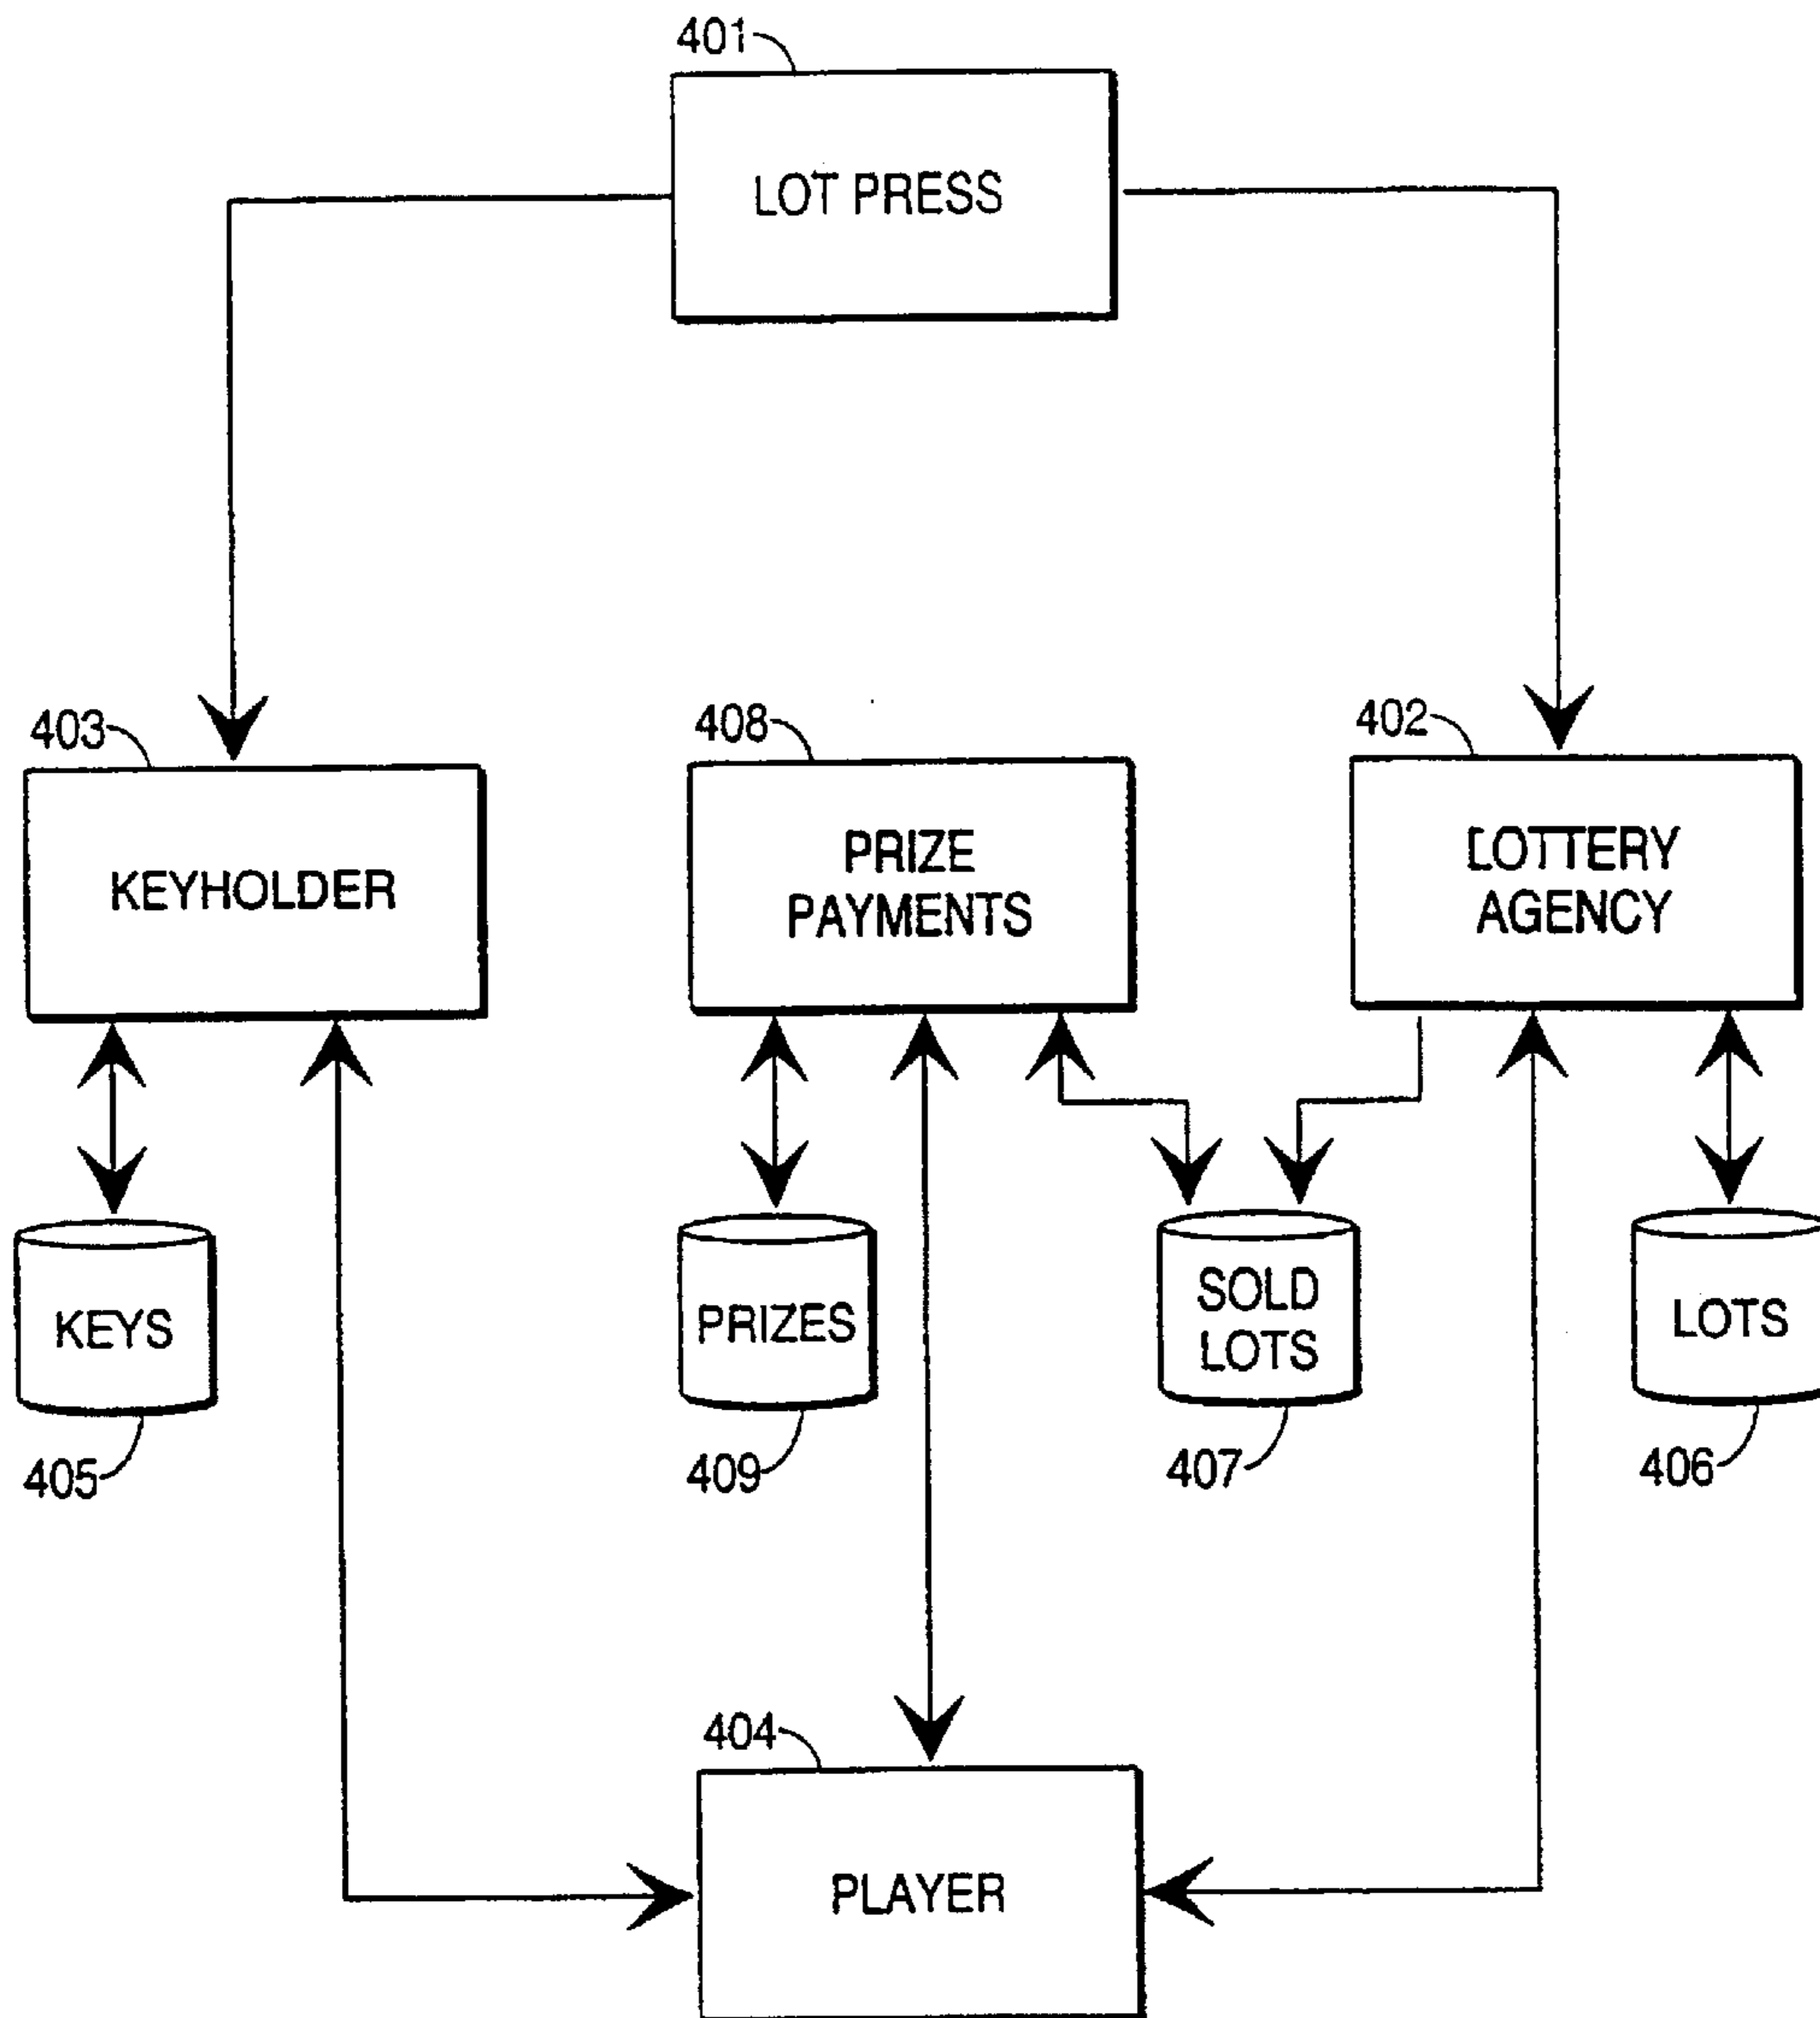 401
LOT PRESS
403
408
402
KEYHOLDER
PRIZE
PAYMENTS
LOTTERY
AGENCY
KEYS
PRIZES
SOLD
LOTS
LOTS
405
409
407
406
404
PLAYER